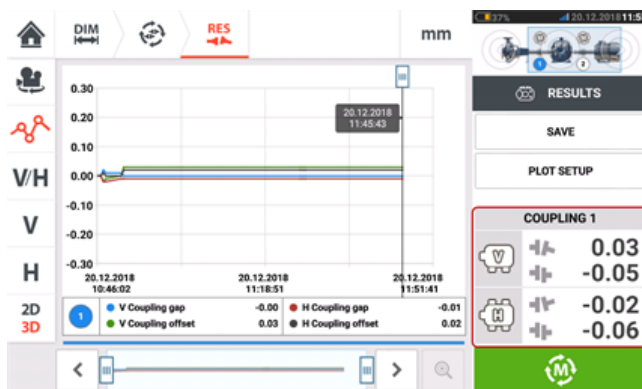 37% 20.12.2018 11:5
DIM
RES
mm
RESULTS
SAVE
PLOT SETUP
V/H
V
H
2D
3D
0.30
0.20
0.10
0.00
-0.10
-0.20
-0.30
20.12.2018
11:45:43
20.12.2018
10:46:02
20.12.2018
11:18:51
20.12.2018
11:51:41
1 V Coupling gap -0.00 H Coupling gap -0.01
V Coupling offset 0.03 H Coupling offset 0.02
1 2
COUPLING 1
V 0.03
-0.05
H -0.02
-0.06
M